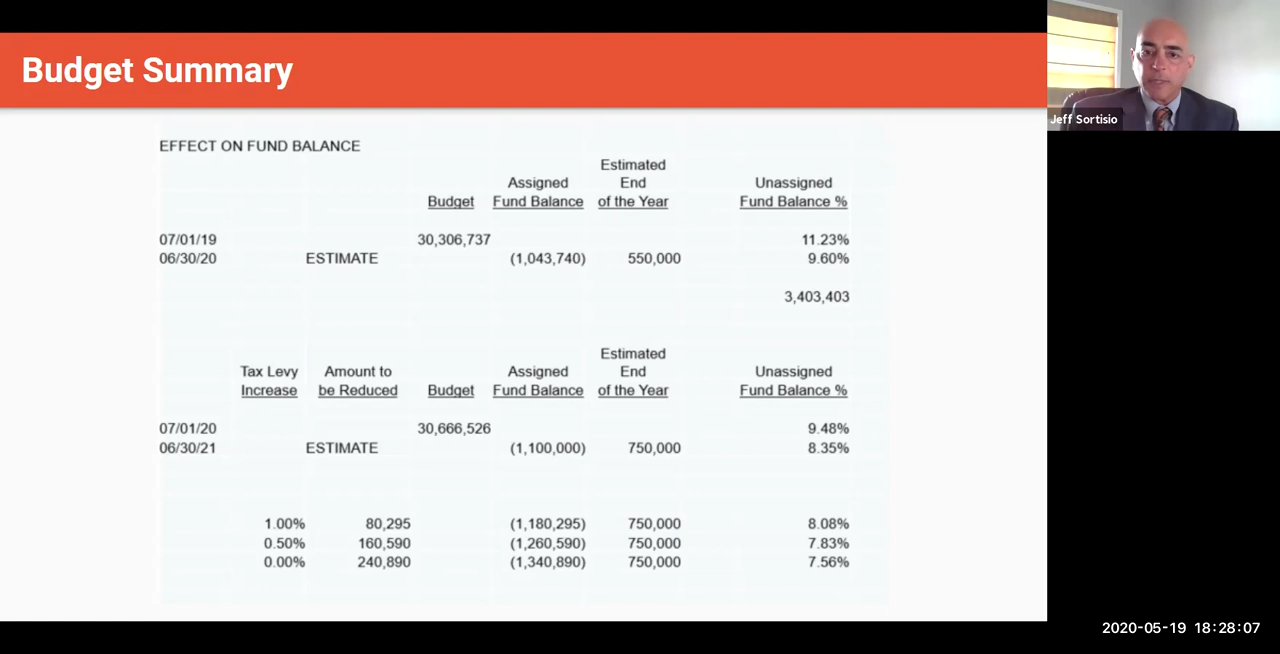 Budget Summary
Jeff Sortisio
EFFECT ON FUND BALANCE
Estimated
Assigned End Unassigned
Budget Fund Balance of the Year Fund Balance %
07/01/19 30,306,737 11.23%
06/30/20 ESTIMATE (1,043,740) 550,000 9.60%
3,403,403
Estimated
Tax Levy Amount to Assigned End Unassigned
Increase be Reduced Budget Fund Balance of the Year Fund Balance %
07/01/20 30,666,526 9.48%
06/30/21 ESTIMATE (1,100,000) 750,000 8.35%
1.00% 80,295 (1,180,295) 750,000 8.08%
0.50% 160,590 (1,260,590) 750,000 7.83%
0.00% 240,890 (1,340,890) 750,000 7.56%
2020-05-19 18:28:07